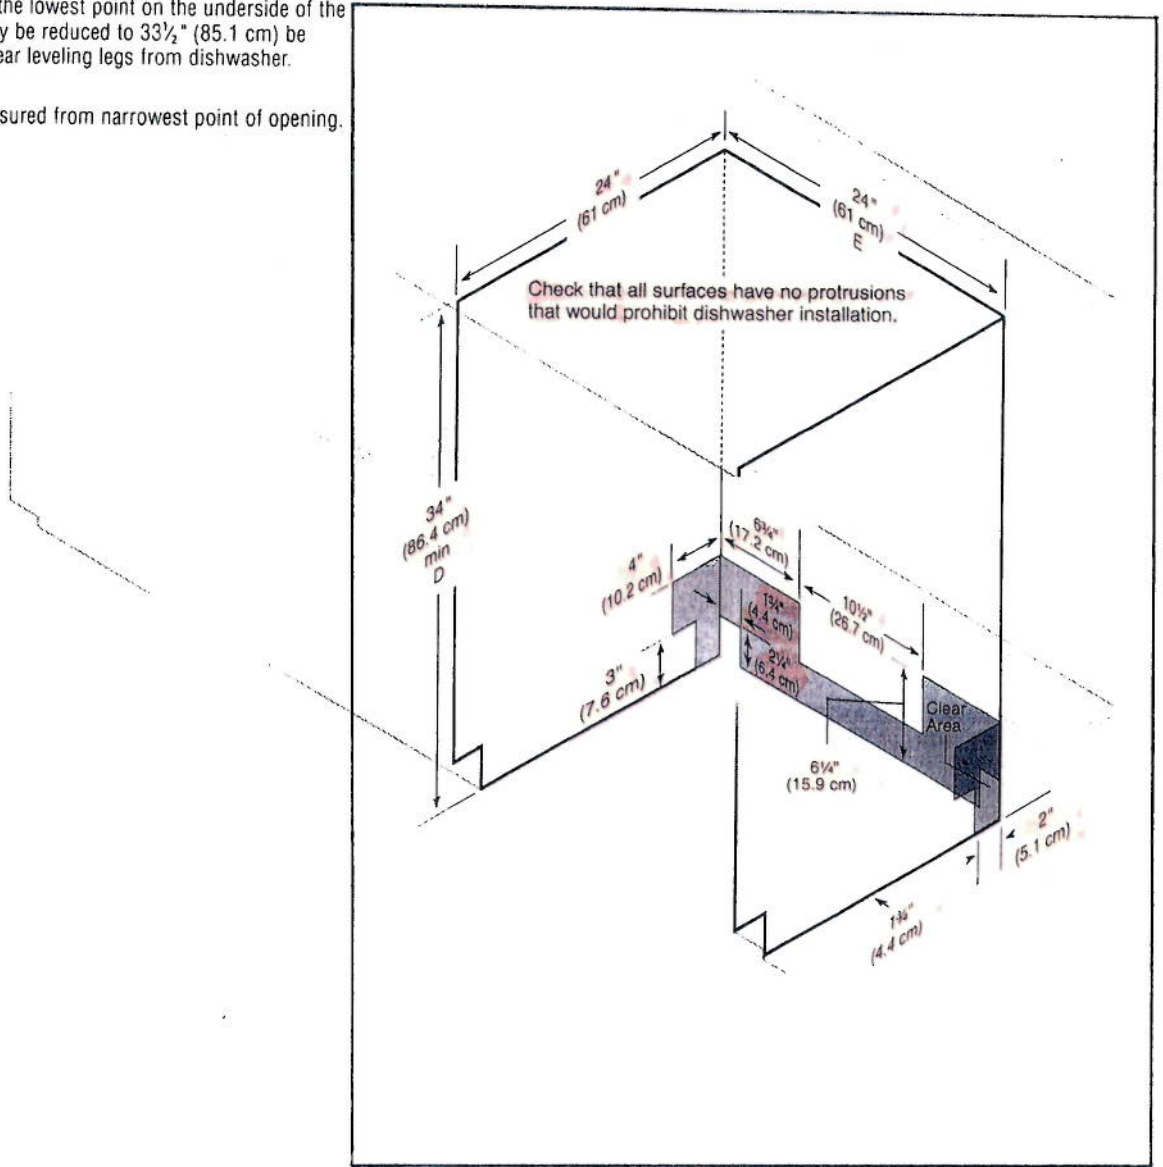 the lowest point on the underside of the
y be reduced to 33½" (85.1 cm) be
ear leveling legs from dishwasher.
sured from narrowest point of opening.
24"
(61 cm)
24"
(61 cm)
E
Check that all surfaces have no protrusions
that would prohibit dishwasher installation.
34"
(86.4 cm)
min
D
4"
(10.2 cm)
6¾"
(17.2 cm)
1¾"
(4.4 cm)
10½"
(26.7 cm)
3"
(7.6 cm)
2¼"
(6.4 cm)
Clear
Area
6¼"
(15.9 cm)
2"
(5.1 cm)
1¾"
(4.4 cm)